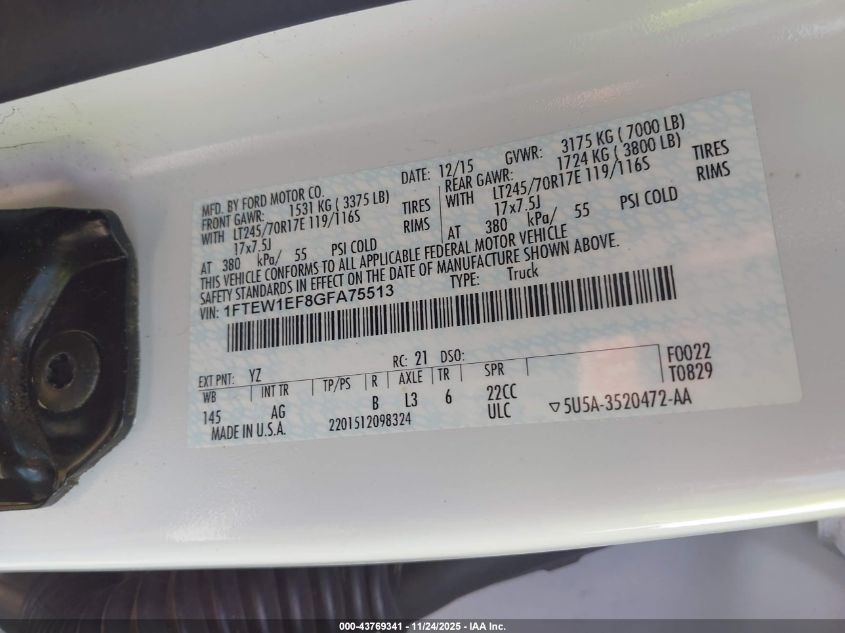 MFD. BY FORD MOTOR CO. DATE: 12/15 GVWR: 3175 KG ( 7000 LB)
FRONT GAWR: 1531 KG ( 3375 LB) REAR GAWR: 1724 KG ( 3800 LB)
WITH LT245/70R17E 119/116S TIRES WITH LT245/70R17E 119/116S TIRES
17x7.5J RIMS 17x7.5J RIMS
AT 380 kPa/ 55 PSI COLD AT 380 kPa/ 55 PSI COLD
THIS VEHICLE CONFORMS TO ALL APPLICABLE FEDERAL MOTOR VEHICLE
SAFETY STANDARDS IN EFFECT ON THE DATE OF MANUFACTURE SHOWN ABOVE.
VIN: 1FTEW1EF8GFA75513 TYPE: Truck
EXT PNT: YZ RC: 21 DSO: F0022
WB INT TR TP/PS R AXLE TR SPR T0829
145 AG B L3 6 22CC
ULC ▽5U5A-3520472-AA
MADE IN U.S.A. 2201512098324
000-43769341 - 11/24/2025 - IAA Inc.